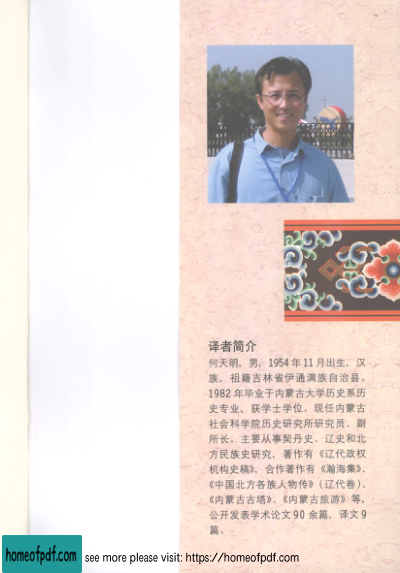 译者简介
何天明，男，1954 年 11 月出生，汉
族，祖籍吉林省伊通满族自治县。
1982 年毕业于内蒙古大学历史系历
史专业，获学士学位。现任内蒙古
社会科学院历史研究所研究员、副
所长。主要从事契丹史、辽史和北
方民族史研究，著作有《辽代政权
机构史稿》，合作著作有《瀚海集》、
《中国北方各族人物传》（辽代卷）、
《内蒙古古塔》、《内蒙古旅游》等，
公开发表学术论文 90 余篇，译文 9
篇。
homeofpdf.com
see more please visit: https://homeofpdf.com